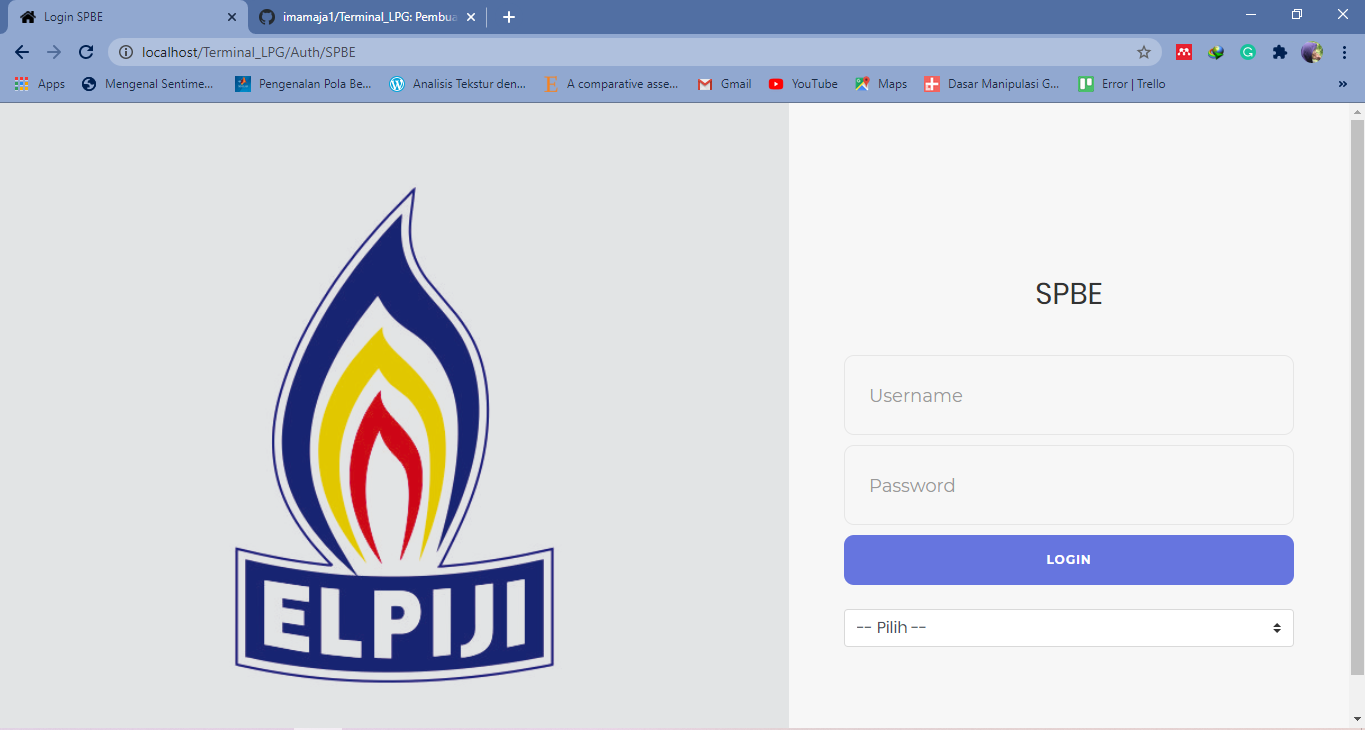 Login SPBE
imamaja1/Terminal_LPG: Pembua
localhost/Terminal_LPG/Auth/SPBE
Apps
Mengenal Sentime...
Pengenalan Pola Be...
Analisis Tekstur den...
A comparative asse...
Gmail
YouTube
Maps
Dasar Manipulasi G...
Error | Trello
ELPIJI
SPBE
Username
Password
LOGIN
-- Pilih --